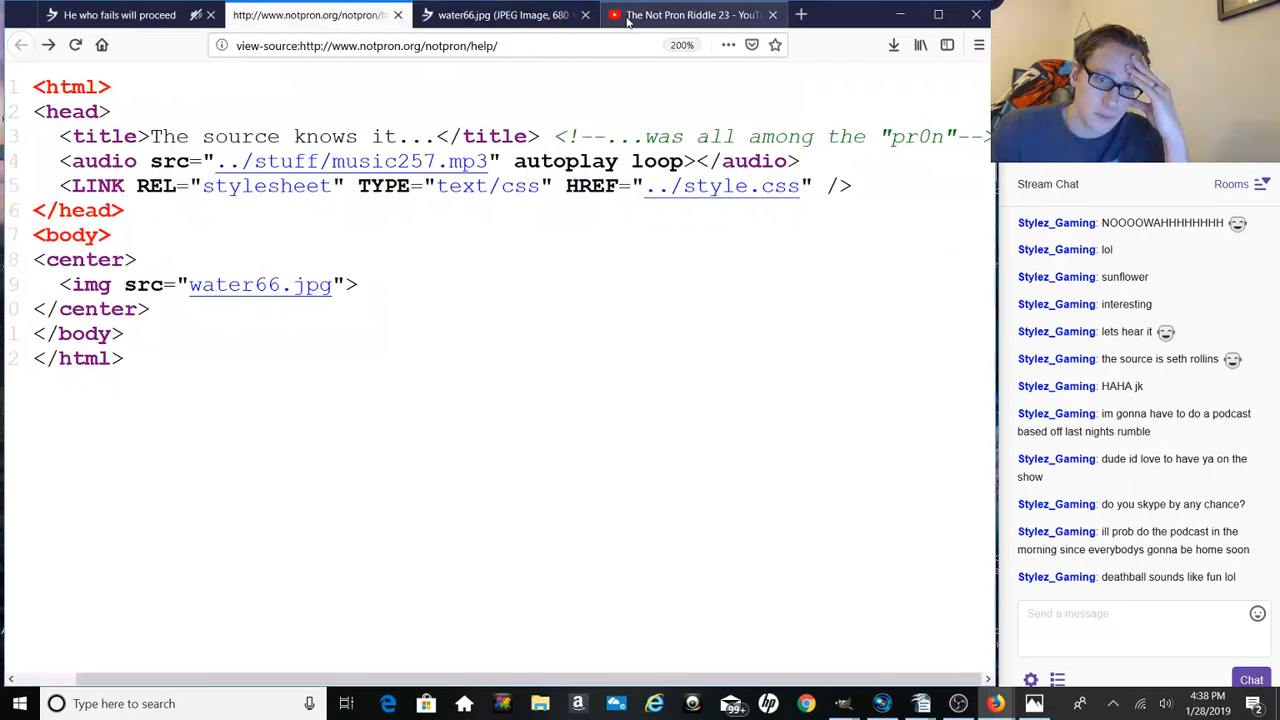 He who fails will proceed
http://www.notpron.org/notpron/h
water66.jpg (JPEG Image, 680
The Not Pron Riddle 23 - YouT
view-source:http://www.notpron.org/notpron/help/
200%
1 <html>
2 <head>
3 <title>The source knows it...</title> <!--...was all among the "pr0n"-->
4 <audio src="../stuff/music257.mp3" autoplay loop></audio>
5 <LINK REL="stylesheet" TYPE="text/css" HREF="../style.css" />
6 </head>
7 <body>
8 <center>
9 <img src="water66.jpg">
0 </center>
1 </body>
2 </html>
Stream Chat Rooms
Stylez_Gaming: NOOOOWAHHHHHHHH
Stylez_Gaming: lol
Stylez_Gaming: sunflower
Stylez_Gaming: interesting
Stylez_Gaming: lets hear it
Stylez_Gaming: the source is seth rollins
Stylez_Gaming: HAHA jk
Stylez_Gaming: im gonna have to do a podcast
based off last nights rumble
Stylez_Gaming: dude id love to have ya on the
show
Stylez_Gaming: do you skype by any chance?
Stylez_Gaming: ill prob do the podcast in the
morning since everybodys gonna be home soon
Stylez_Gaming: deathball sounds like fun lol
Send a message
Chat
Type here to search
99+
4:38 PM
1/28/2019
2